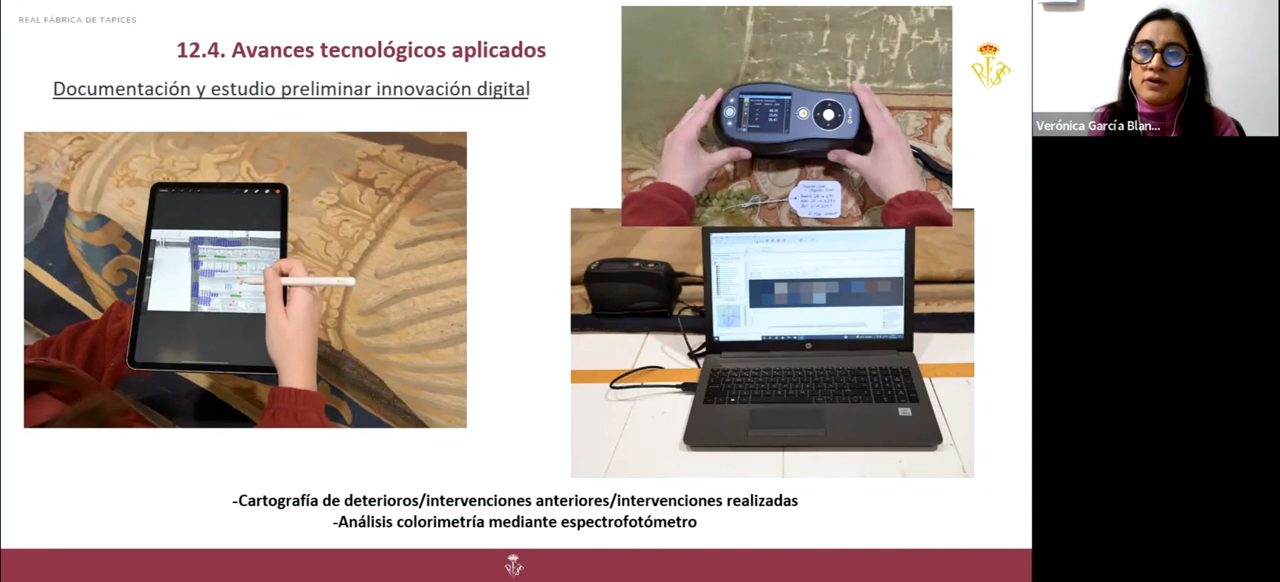 REAL FÁBRICA DE TAPICES
12.4. Avances tecnológicos aplicados
Documentación y estudio preliminar innovación digital
Verónica García Blan...
-Cartografía de deterioros/intervenciones anteriores/intervenciones realizadas
-Análisis colorimetría mediante espectrofotómetro